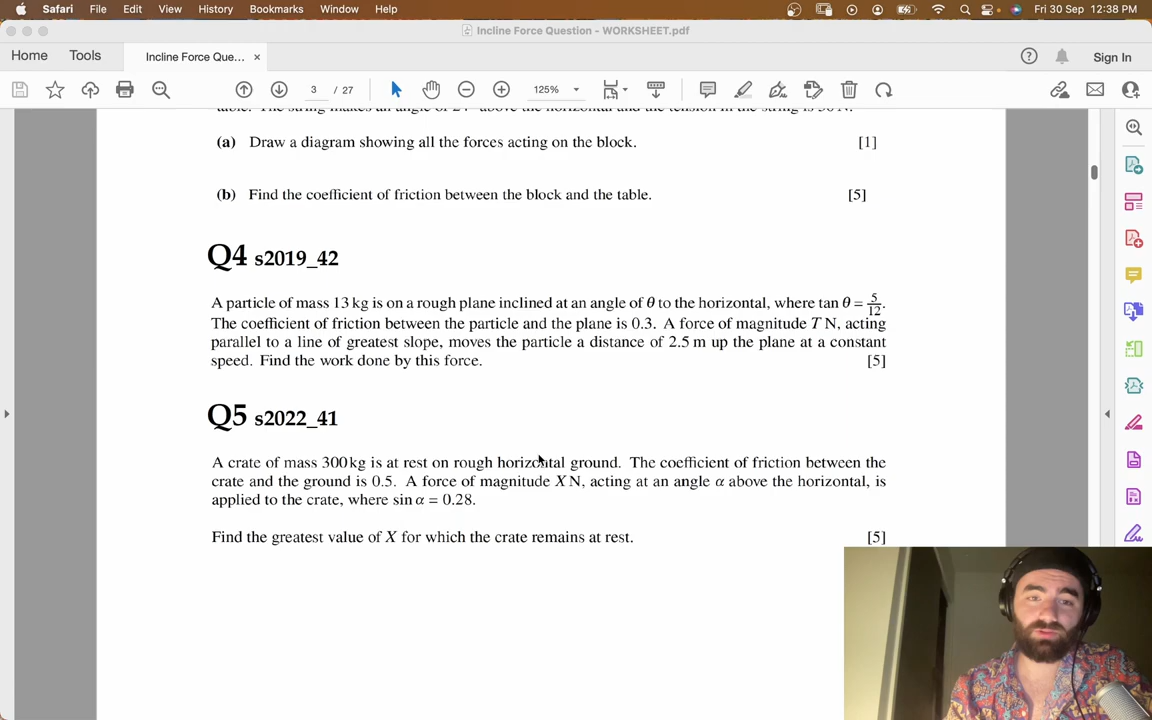 Safari File Edit View History Bookmarks Window Help Fri 30 Sep 12:38 PM
Incline Force Question - WORKSHEET.pdf
Home Tools Incline Force Que... × Sign In
3 / 27 125%
table. The string makes an angle of 24° above the horizontal and the tension in the string is 30 N.
(a) Draw a diagram showing all the forces acting on the block. [1]
(b) Find the coefficient of friction between the block and the table. [5]
Q4 s2019_42
A particle of mass 13 kg is on a rough plane inclined at an angle of θ to the horizontal, where tan θ = 5/12.
The coefficient of friction between the particle and the plane is 0.3. A force of magnitude T N, acting
parallel to a line of greatest slope, moves the particle a distance of 2.5 m up the plane at a constant
speed. Find the work done by this force. [5]
Q5 s2022_41
A crate of mass 300 kg is at rest on rough horizontal ground. The coefficient of friction between the
crate and the ground is 0.5. A force of magnitude X N, acting at an angle α above the horizontal, is
applied to the crate, where sin α = 0.28.
Find the greatest value of X for which the crate remains at rest. [5]